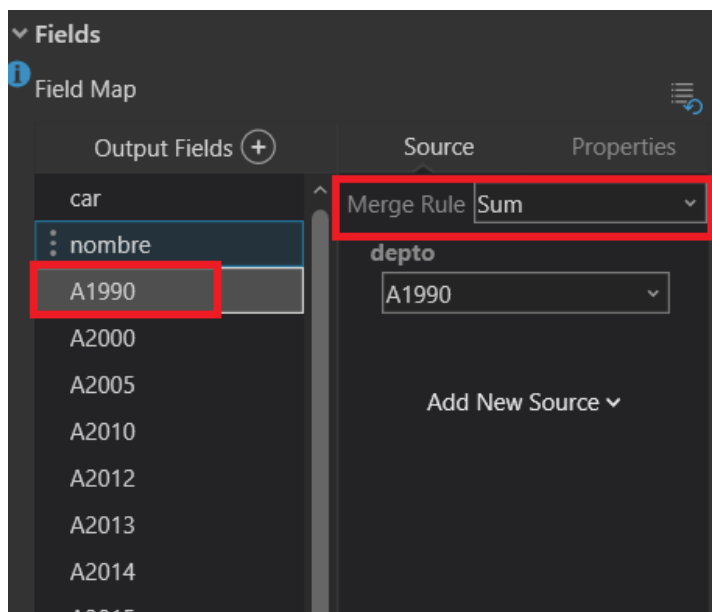 Fields
Field Map
Output Fields
Source
Properties
car
nombre
A1990
A2000
A2005
A2010
A2012
A2013
A2014
Merge Rule Sum
depto
A1990
Add New Source